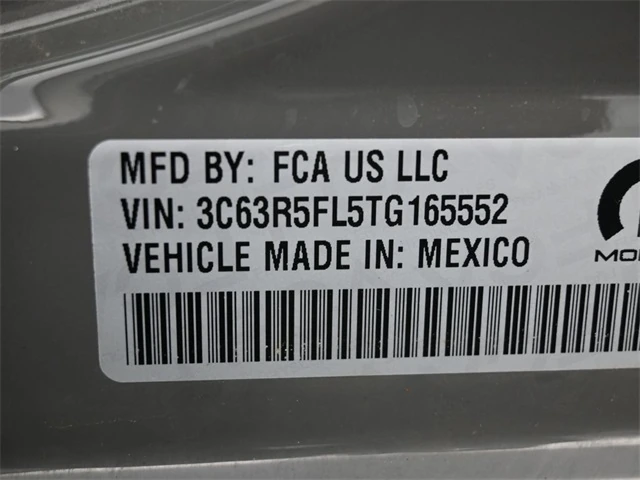 MFD BY: FCA US LLC
VIN: 3C63R5FL5TG165552
VEHICLE MADE IN: MEXICO